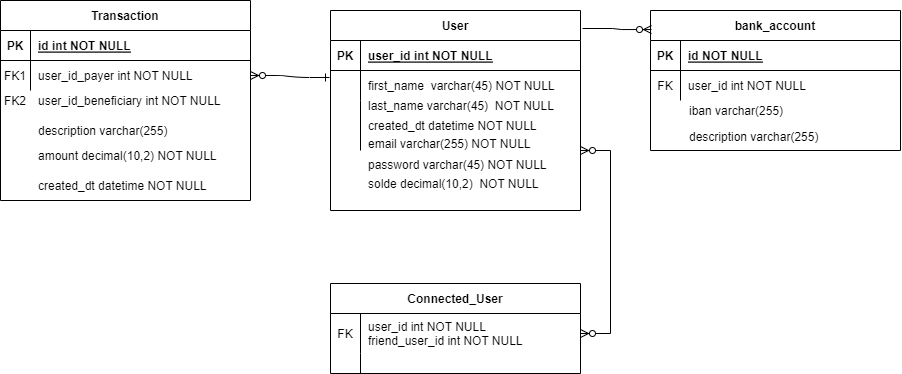 Transaction
PK id int NOT NULL
FK1 user_id_payer int NOT NULL
FK2 user_id_beneficiary int NOT NULL
description varchar(255)
amount decimal(10,2) NOT NULL
created_dt datetime NOT NULL
User
PK user_id int NOT NULL
first_name varchar(45) NOT NULL
last_name varchar(45) NOT NULL
created_dt datetime NOT NULL
email varchar(255) NOT NULL
password varchar(45) NOT NULL
solde decimal(10,2) NOT NULL
bank_account
PK id NOT NULL
FK user_id int NOT NULL
iban varchar(255)
description varchar(255)
Connected_User
FK user_id int NOT NULL
friend_user_id int NOT NULL